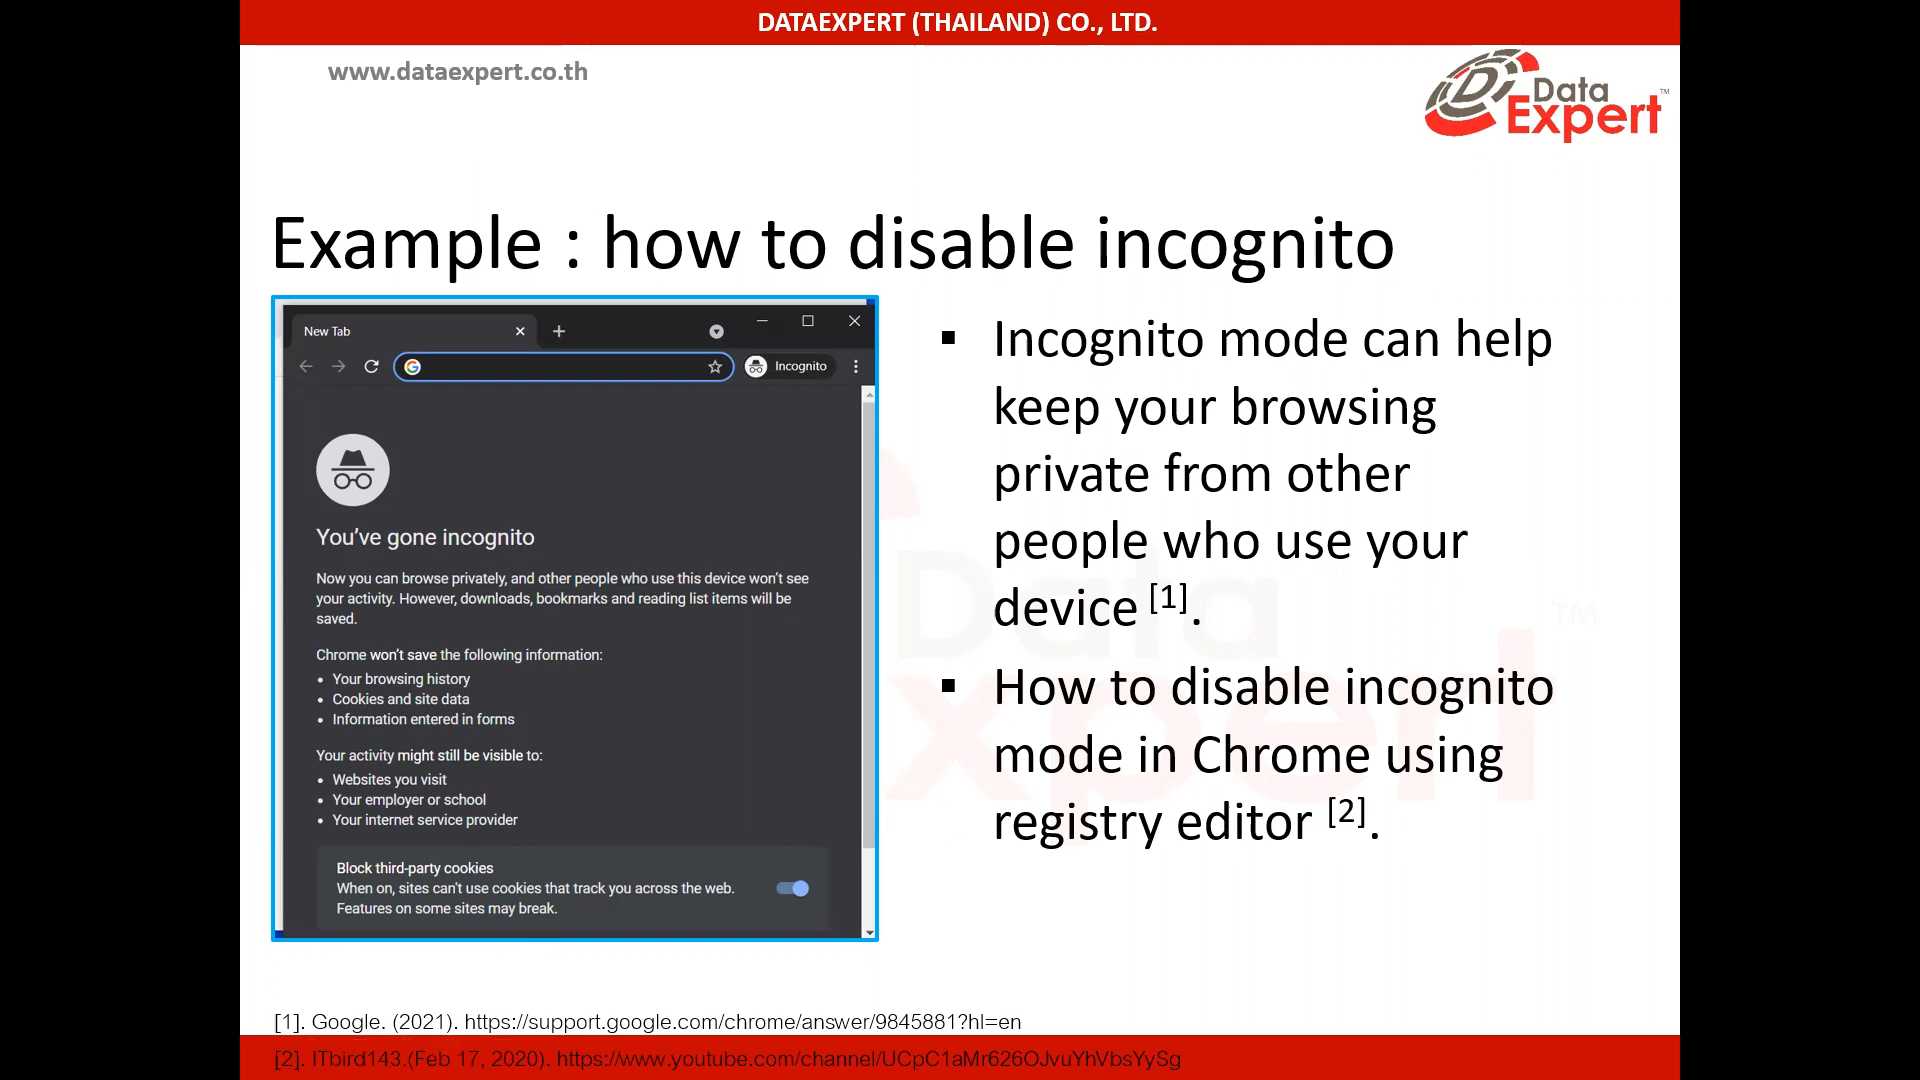 DATAEXPERT (THAILAND) CO., LTD.
www.dataexpert.co.th
Data
Expert™
Example : how to disable incognito
New Tab
Incognito
You've gone incognito
Now you can browse privately, and other people who use this device won't see
your activity. However, downloads, bookmarks and reading list items will be
saved.
Chrome won't save the following information:
• Your browsing history
• Cookies and site data
• Information entered in forms
Your activity might still be visible to:
• Websites you visit
• Your employer or school
• Your internet service provider
Block third-party cookies
When on, sites can't use cookies that track you across the web.
Features on some sites may break.
▪ Incognito mode can help
keep your browsing
private from other
people who use your
device [1].
▪ How to disable incognito
mode in Chrome using
registry editor [2].
[1]. Google. (2021). https://support.google.com/chrome/answer/9845881?hl=en
[2]. ITbird143.(Feb 17, 2020). https://www.youtube.com/channel/UCpC1aMr626OJvuYhVbsYySg